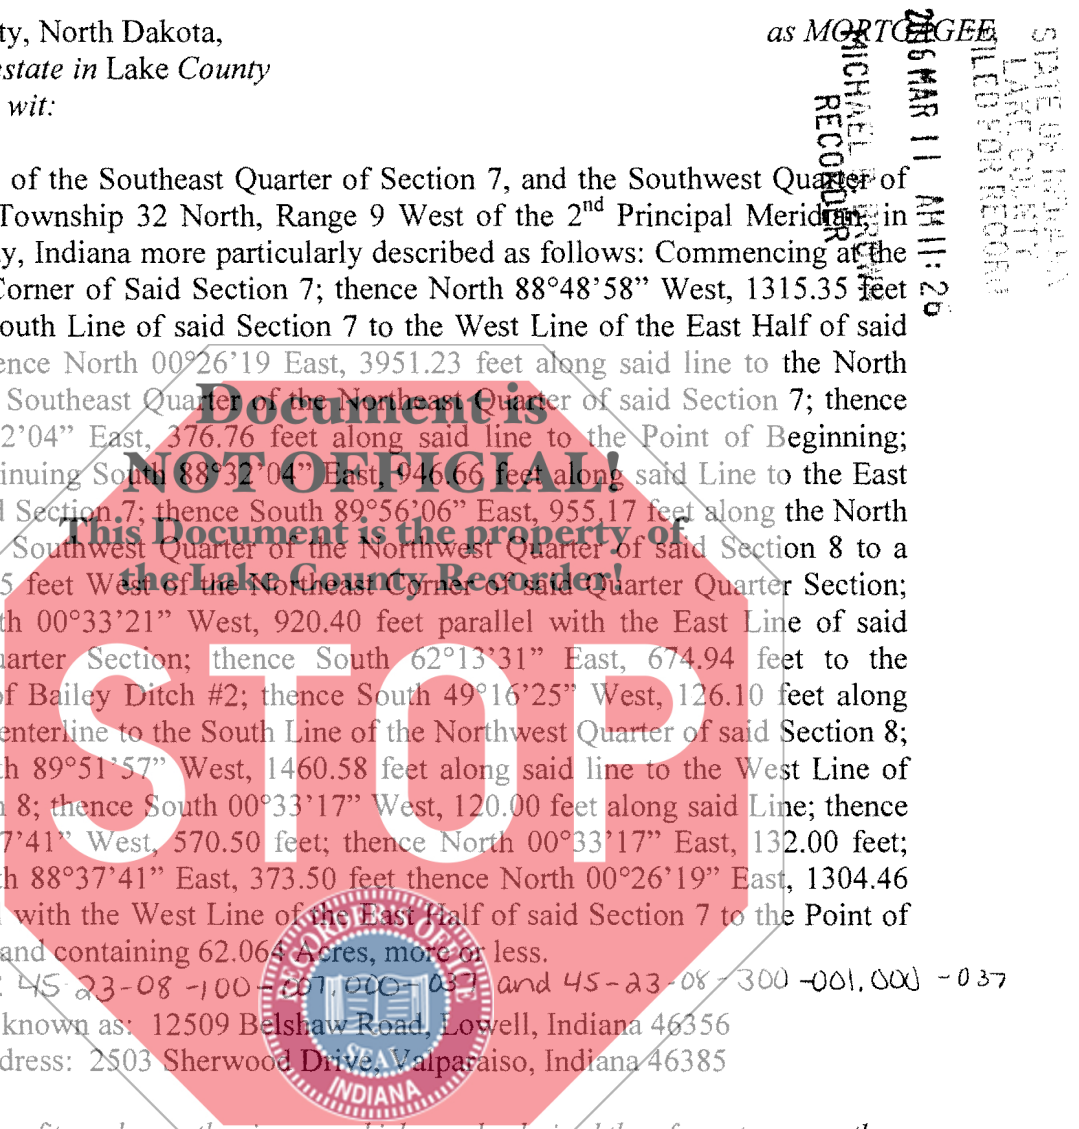 ty, North Dakota, as MORTGAGEE,
estate in Lake County
wit:
of the Southeast Quarter of Section 7, and the Southwest Quarter of
Township 32 North, Range 9 West of the 2nd Principal Meridian, in
y, Indiana more particularly described as follows: Commencing at the
Corner of Said Section 7; thence North 88°48’58” West, 1315.35 feet
outh Line of said Section 7 to the West Line of the East Half of said
ence North 00°26’19 East, 3951.23 feet along said line to the North
Southeast Quarter of the Northeast Quarter of said Section 7; thence
2’04” East, 376.76 feet along said line to the Point of Beginning;
inuing South 88°32’04” East, 946.66 feet along said Line to the East
d Section 7; thence South 89°56’06” East, 955.17 feet along the North
Southwest Quarter of the Northwest Quarter of said Section 8 to a
5 feet West of the Northeast Corner of said Quarter Quarter Section;
th 00°33’21” West, 920.40 feet parallel with the East Line of said
uarter Section; thence South 62°13’31” East, 674.94 feet to the
of Bailey Ditch #2; thence South 49°16’25” West, 126.10 feet along
enterline to the South Line of the Northwest Quarter of said Section 8;
th 89°51’57” West, 1460.58 feet along said line to the West Line of
n 8; thence South 00°33’17” West, 120.00 feet along said Line; thence
7’41” West, 570.50 feet; thence North 00°33’17” East, 132.00 feet;
th 88°37’41” East, 373.50 feet thence North 00°26’19” East, 1304.46
with the West Line of the East Half of said Section 7 to the Point of
and containing 62.064 Acres, more or less.
45-23-08-100-001.000-037 and 45-23-08-300-001.000-037
known as: 12509 Belshaw Road, Lowell, Indiana 46356
dress: 2503 Sherwood Drive, Valparaiso, Indiana 46385
Document is
NOT OFFICIAL!
This Document is the property of
the Lake County Recorder!
STOP
RECORDER'S OFFICE
SEAL
INDIANA
STATE OF INDIANA
LAKE COUNTY
FILED FOR RECORD
2016 MAR 11 AM 11: 26
MICHAEL B. BROWN
RECORDER